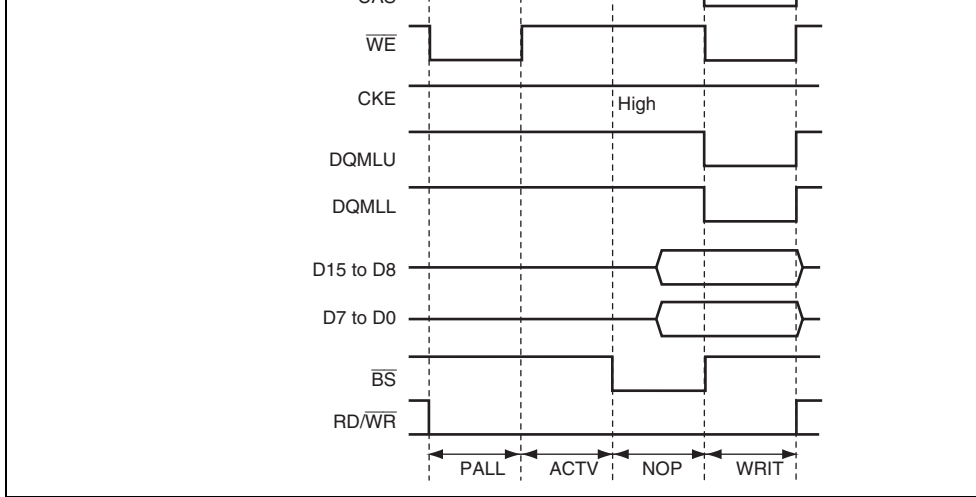 WE
CKE
High
DQMLU
DQMLL
D15 to D8
D7 to D0
BS
RD/WR
PALL ACTV NOP WRIT